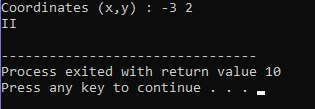 Coordinates (x,y) : -3 2
II
--------------------------------
Process exited with return value 10
Press any key to continue . . .